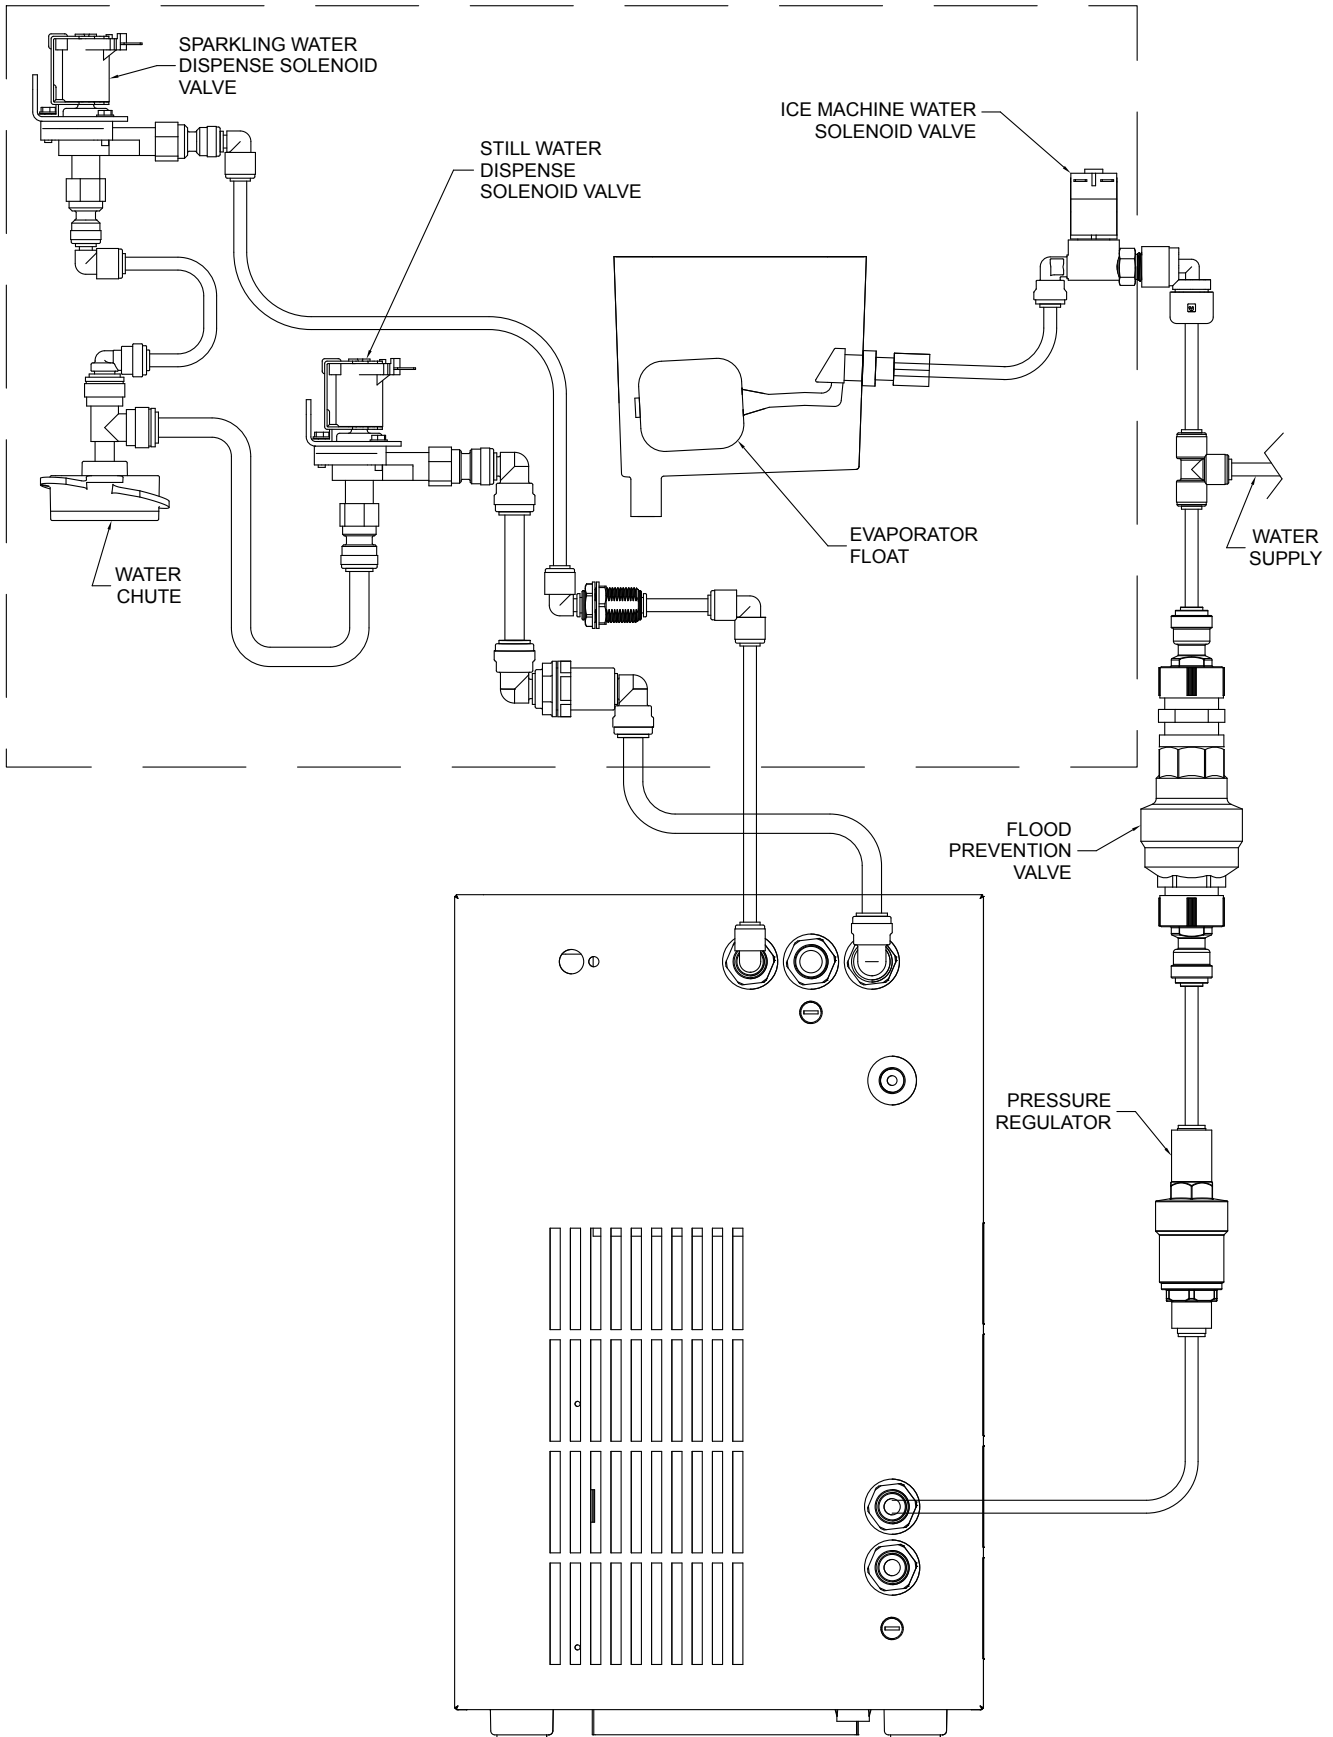 SPARKLING WATER
DISPENSE SOLENOID
VALVE
ICE MACHINE WATER
SOLENOID VALVE
STILL WATER
DISPENSE
SOLENOID VALVE
EVAPORATOR
FLOAT
WATER
SUPPLY
WATER
CHUTE
FLOOD
PREVENTION
VALVE
PRESSURE
REGULATOR